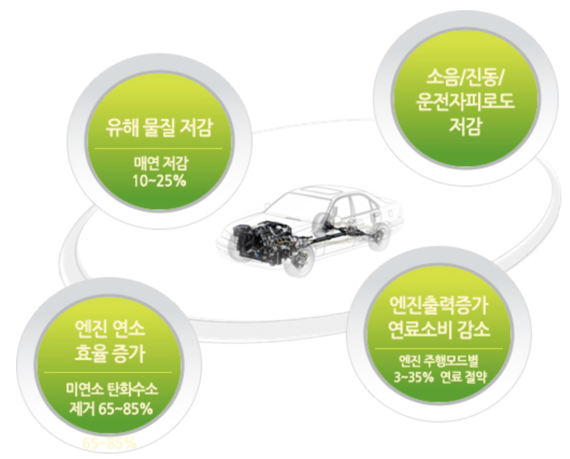 유해 물질 저감
매연 저감
10~25%
소음/진동/
운전자피로도
저감
엔진 연소
효율 증가
미연소 탄화수소
제거 65~85%
65~85%
엔진출력증가
연료소비 감소
엔진 주행모드별
3~35% 연료 절약